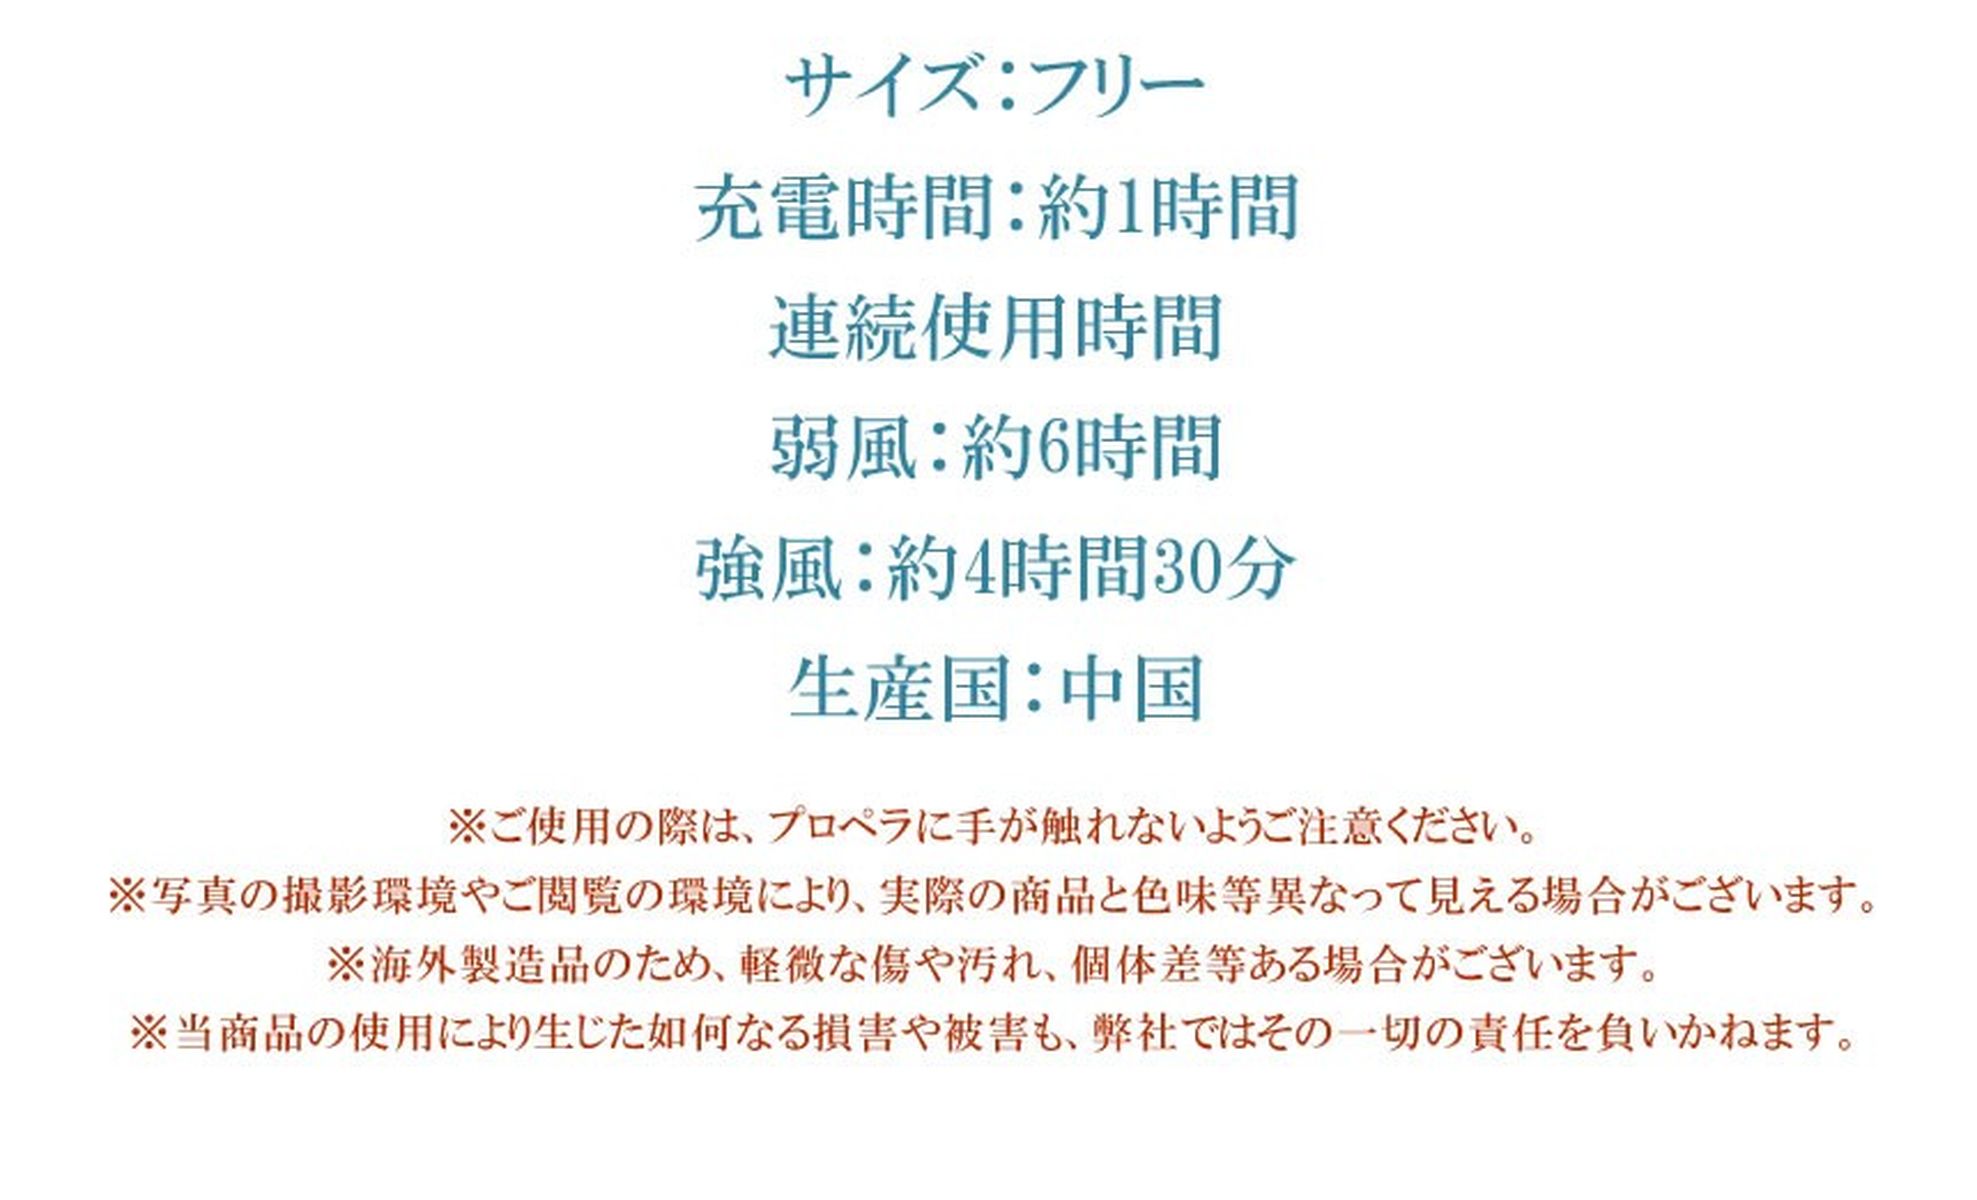 サイズ：フリー
充電時間：約1時間
連続使用時間
弱風：約6時間
強風：約4時間30分
生産国：中国
※ご使用の際は、プロペラに手が触れないようご注意ください。
※写真の撮影環境やご閲覧の環境により、実際の商品と色味等異なって見える場合がございます。
※海外製造品のため、軽微な傷や汚れ、個体差等ある場合がございます。
※当商品の使用により生じた如何なる損害や被害も、弊社ではその一切の責任を負いかねます。